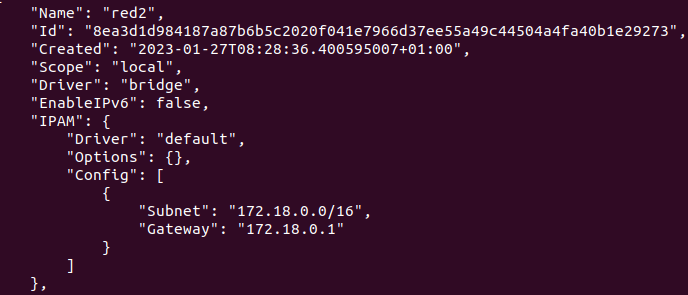 "Name": "red2",
"Id": "8ea3d1d984187a87b6b5c2020f041e7966d37ee55a49c44504a4fa40b1e29273",
"Created": "2023-01-27T08:28:36.400595007+01:00",
"Scope": "local",
"Driver": "bridge",
"EnableIPv6": false,
"IPAM": {
    "Driver": "default",
    "Options": {},
    "Config": [
        {
            "Subnet": "172.18.0.0/16",
            "Gateway": "172.18.0.1"
        }
    ]
},